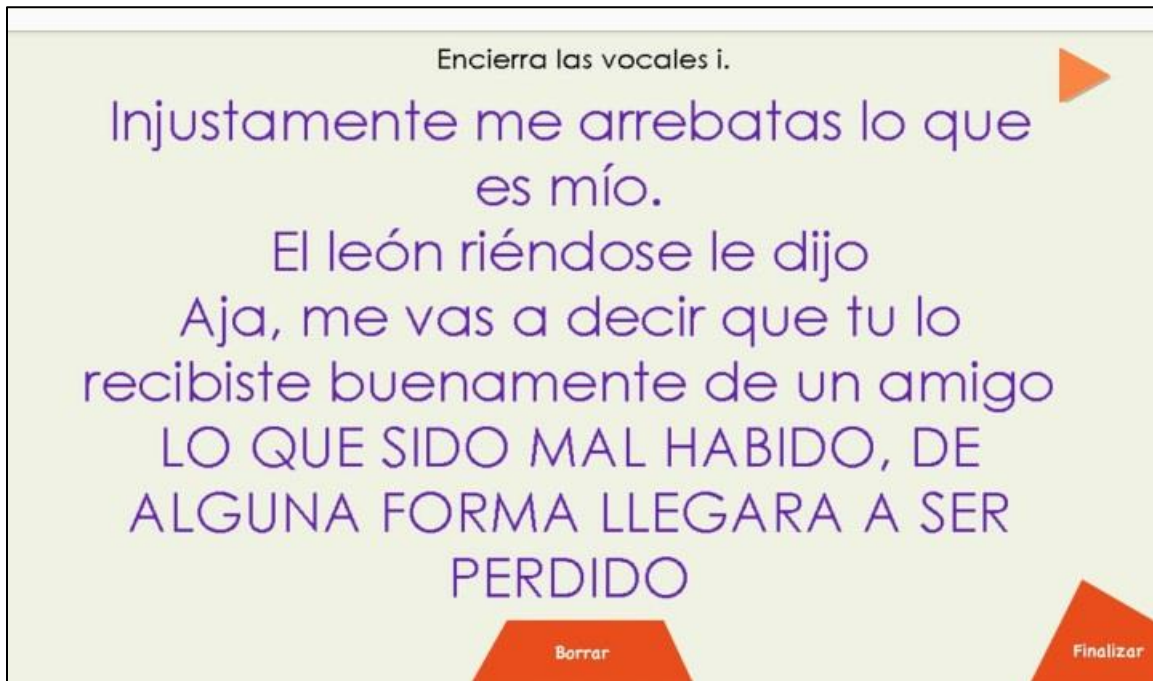 Encierra las vocales i.
Injustamente me arrebatas lo que
es mío.
El león riéndose le dijo
Aja, me vas a decir que tu lo
recibiste buenamente de un amigo
LO QUE SIDO MAL HABIDO, DE
ALGUNA FORMA LLEGARA A SER
PERDIDO
Borrar
Finalizar